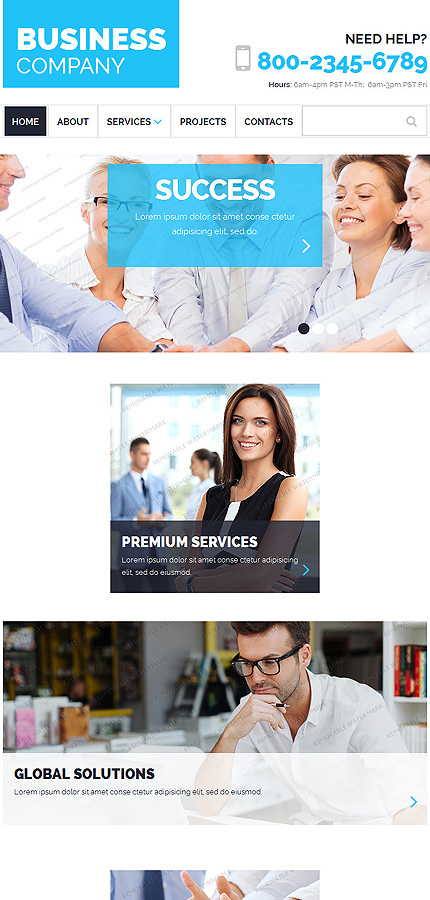 BUSINESS
COMPANY
NEED HELP?
800-2345-6789
Hours: 6am-4pm PST M-Th; 6am-3pm PST Fri
HOME ABOUT SERVICES PROJECTS CONTACTS
SUCCESS
Lorem ipsum dolor sit amet conse ctetur
adipisicing elit, sed do.
PREMIUM SERVICES
Lorem ipsum dolor sit amet conse ctetur adipisicing
elit, sed do eiusmod.
GLOBAL SOLUTIONS
Lorem ipsum dolor sit amet conse ctetur adipisicing elit, sed do eiusmod.
REMOVABLE WATERMARK